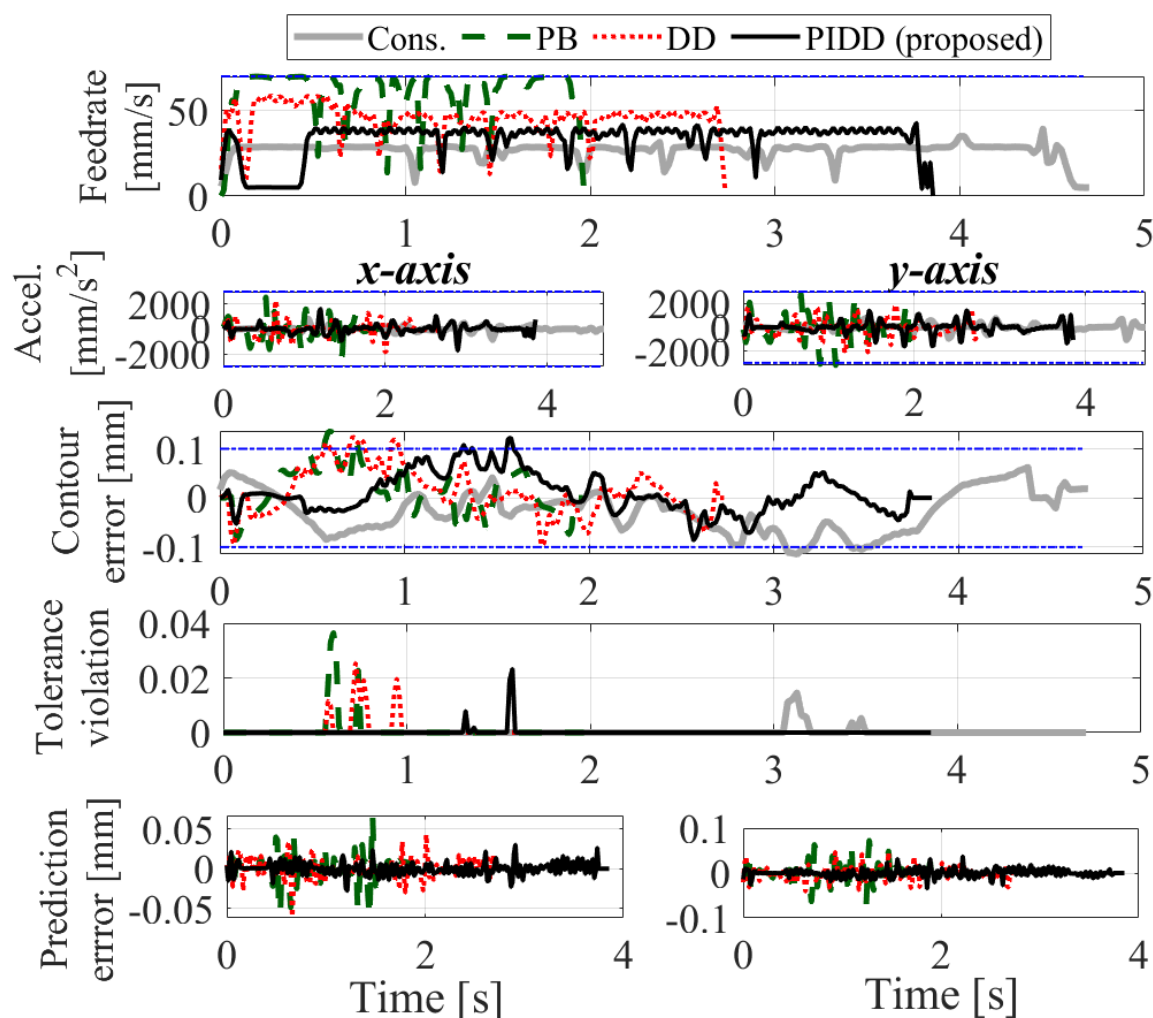 Cons. PB DD PIDD (proposed)
Feedrate
[mm/s]
50
0
0 1 2 3 4 5
x-axis y-axis
Accel.
[mm/s²]
2000
0
-2000
0 2 4
2000
0
-2000
0 2 4
Contour
errror [mm]
0.1
0
-0.1
0 1 2 3 4 5
Tolerance
violation
0.04
0.02
0
0 1 2 3 4 5
Prediction
errror [mm]
0.05
0
-0.05
0 2 4
Time [s]
0.1
0
-0.1
0 2 4
Time [s]